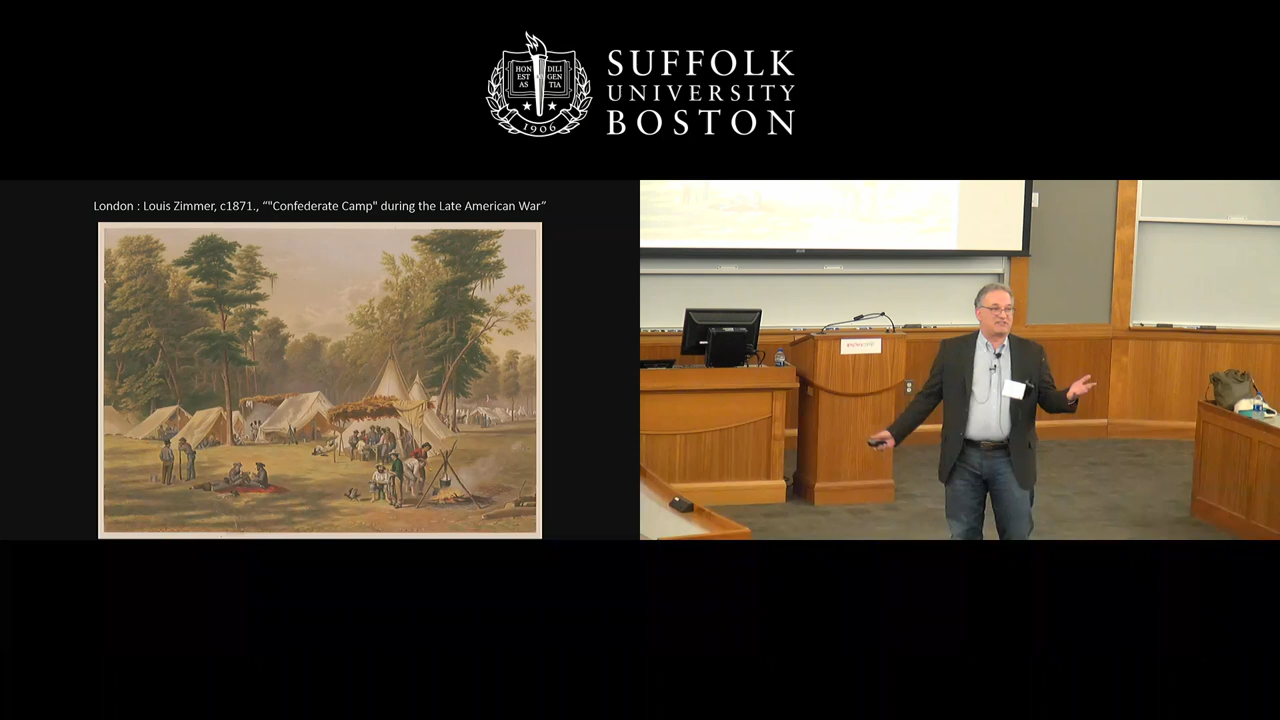 HON
EST
AS
DILI
GEN
TIA
1906
SUFFOLK
UNIVERSITY
BOSTON
London : Louis Zimmer, c1871., “"Confederate Camp" during the Late American War”